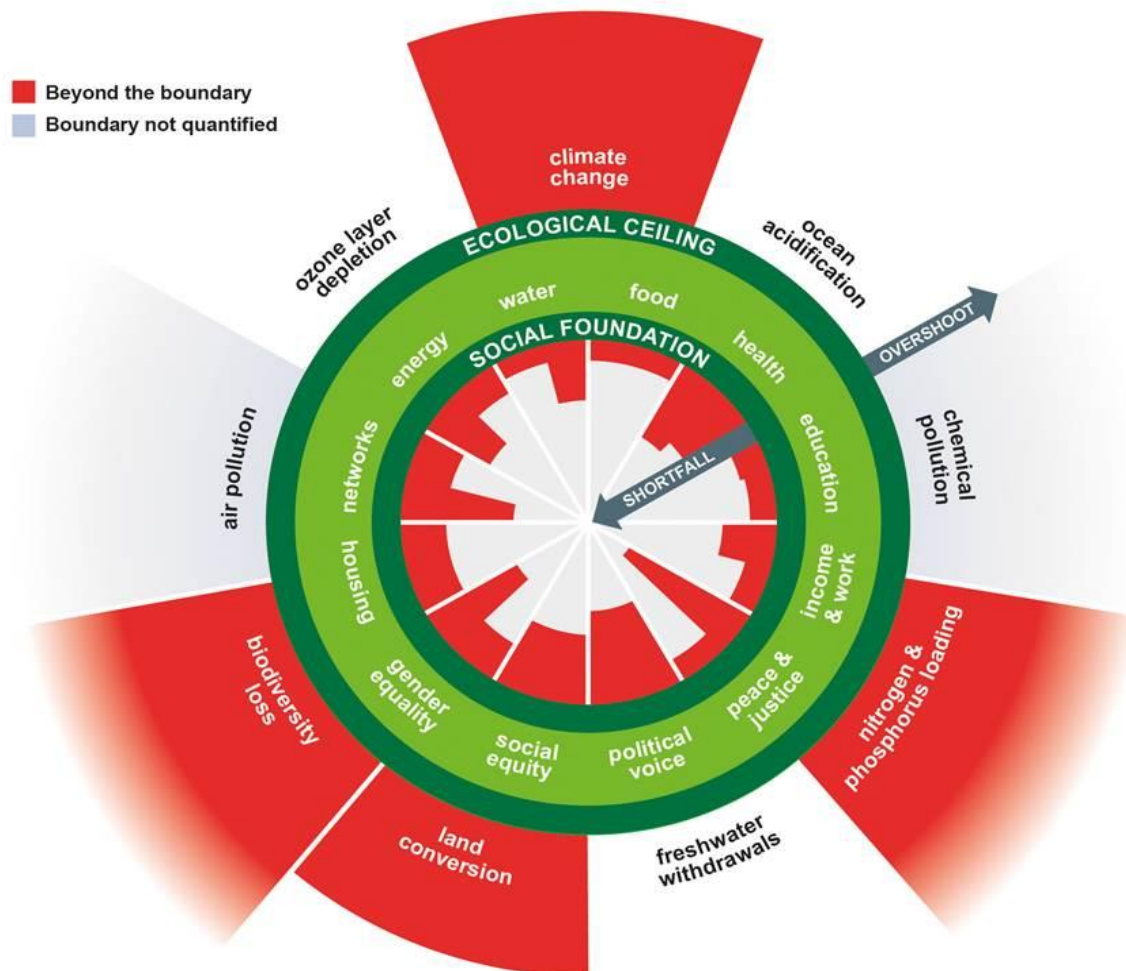 Beyond the boundary
Boundary not quantified
climate
change
ozone layer
depletion
ocean
acidification
ECOLOGICAL CEILING
OVERSHOOT
water
food
energy
health
SOCIAL FOUNDATION
SHORTFALL
networks
education
air pollution
chemical
pollution
housing
income
& work
gender
equality
peace &
justice
social
equity
political
voice
biodiversity
loss
nitrogen &
phosphorus loading
land
conversion
freshwater
withdrawals